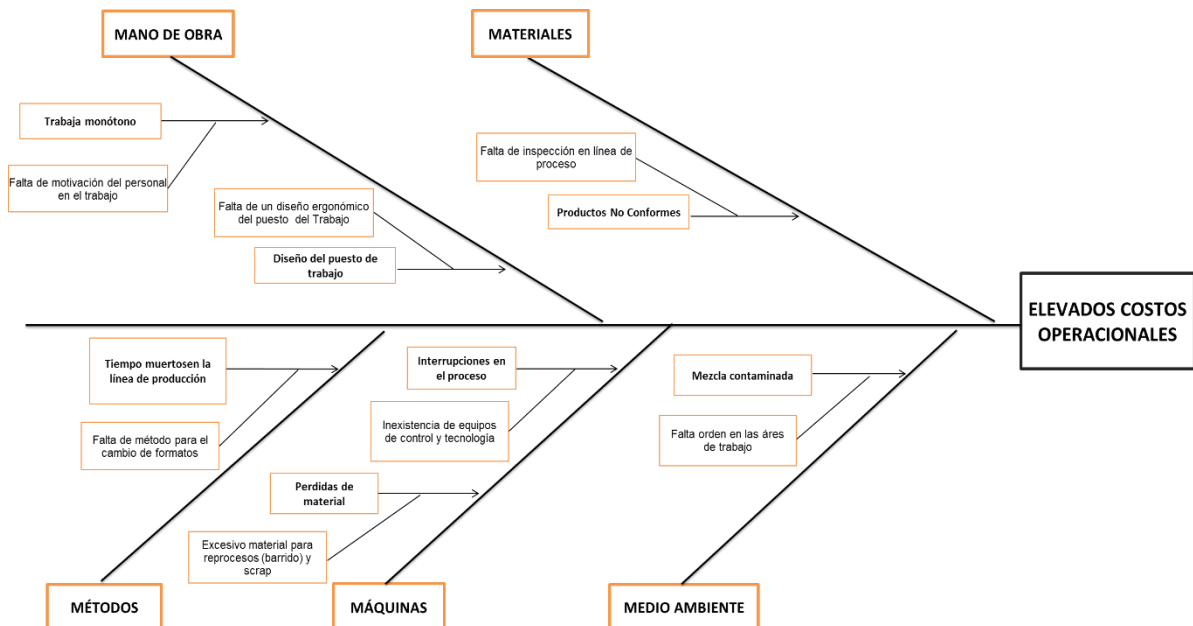 MANO DE OBRA
MATERIALES
Trabaja monótono
Falta de motivación del personal
en el trabajo
Falta de un diseño ergonómico
del puesto del Trabajo
Diseño del puesto de
trabajo
Falta de inspección en línea de
proceso
Productos No Conformes
ELEVADOS COSTOS
OPERACIONALES
Tiempo muertosen la
línea de producción
Falta de método para el
cambio de formatos
Interrupciones en
el proceso
Inexistencia de equipos
de control y tecnología
Perdidas de
material
Excesivo material para
reprocesos (barrido) y
scrap
Mezcla contaminada
Falta orden en las áres
de trabajo
MÉTODOS
MÁQUINAS
MEDIO AMBIENTE